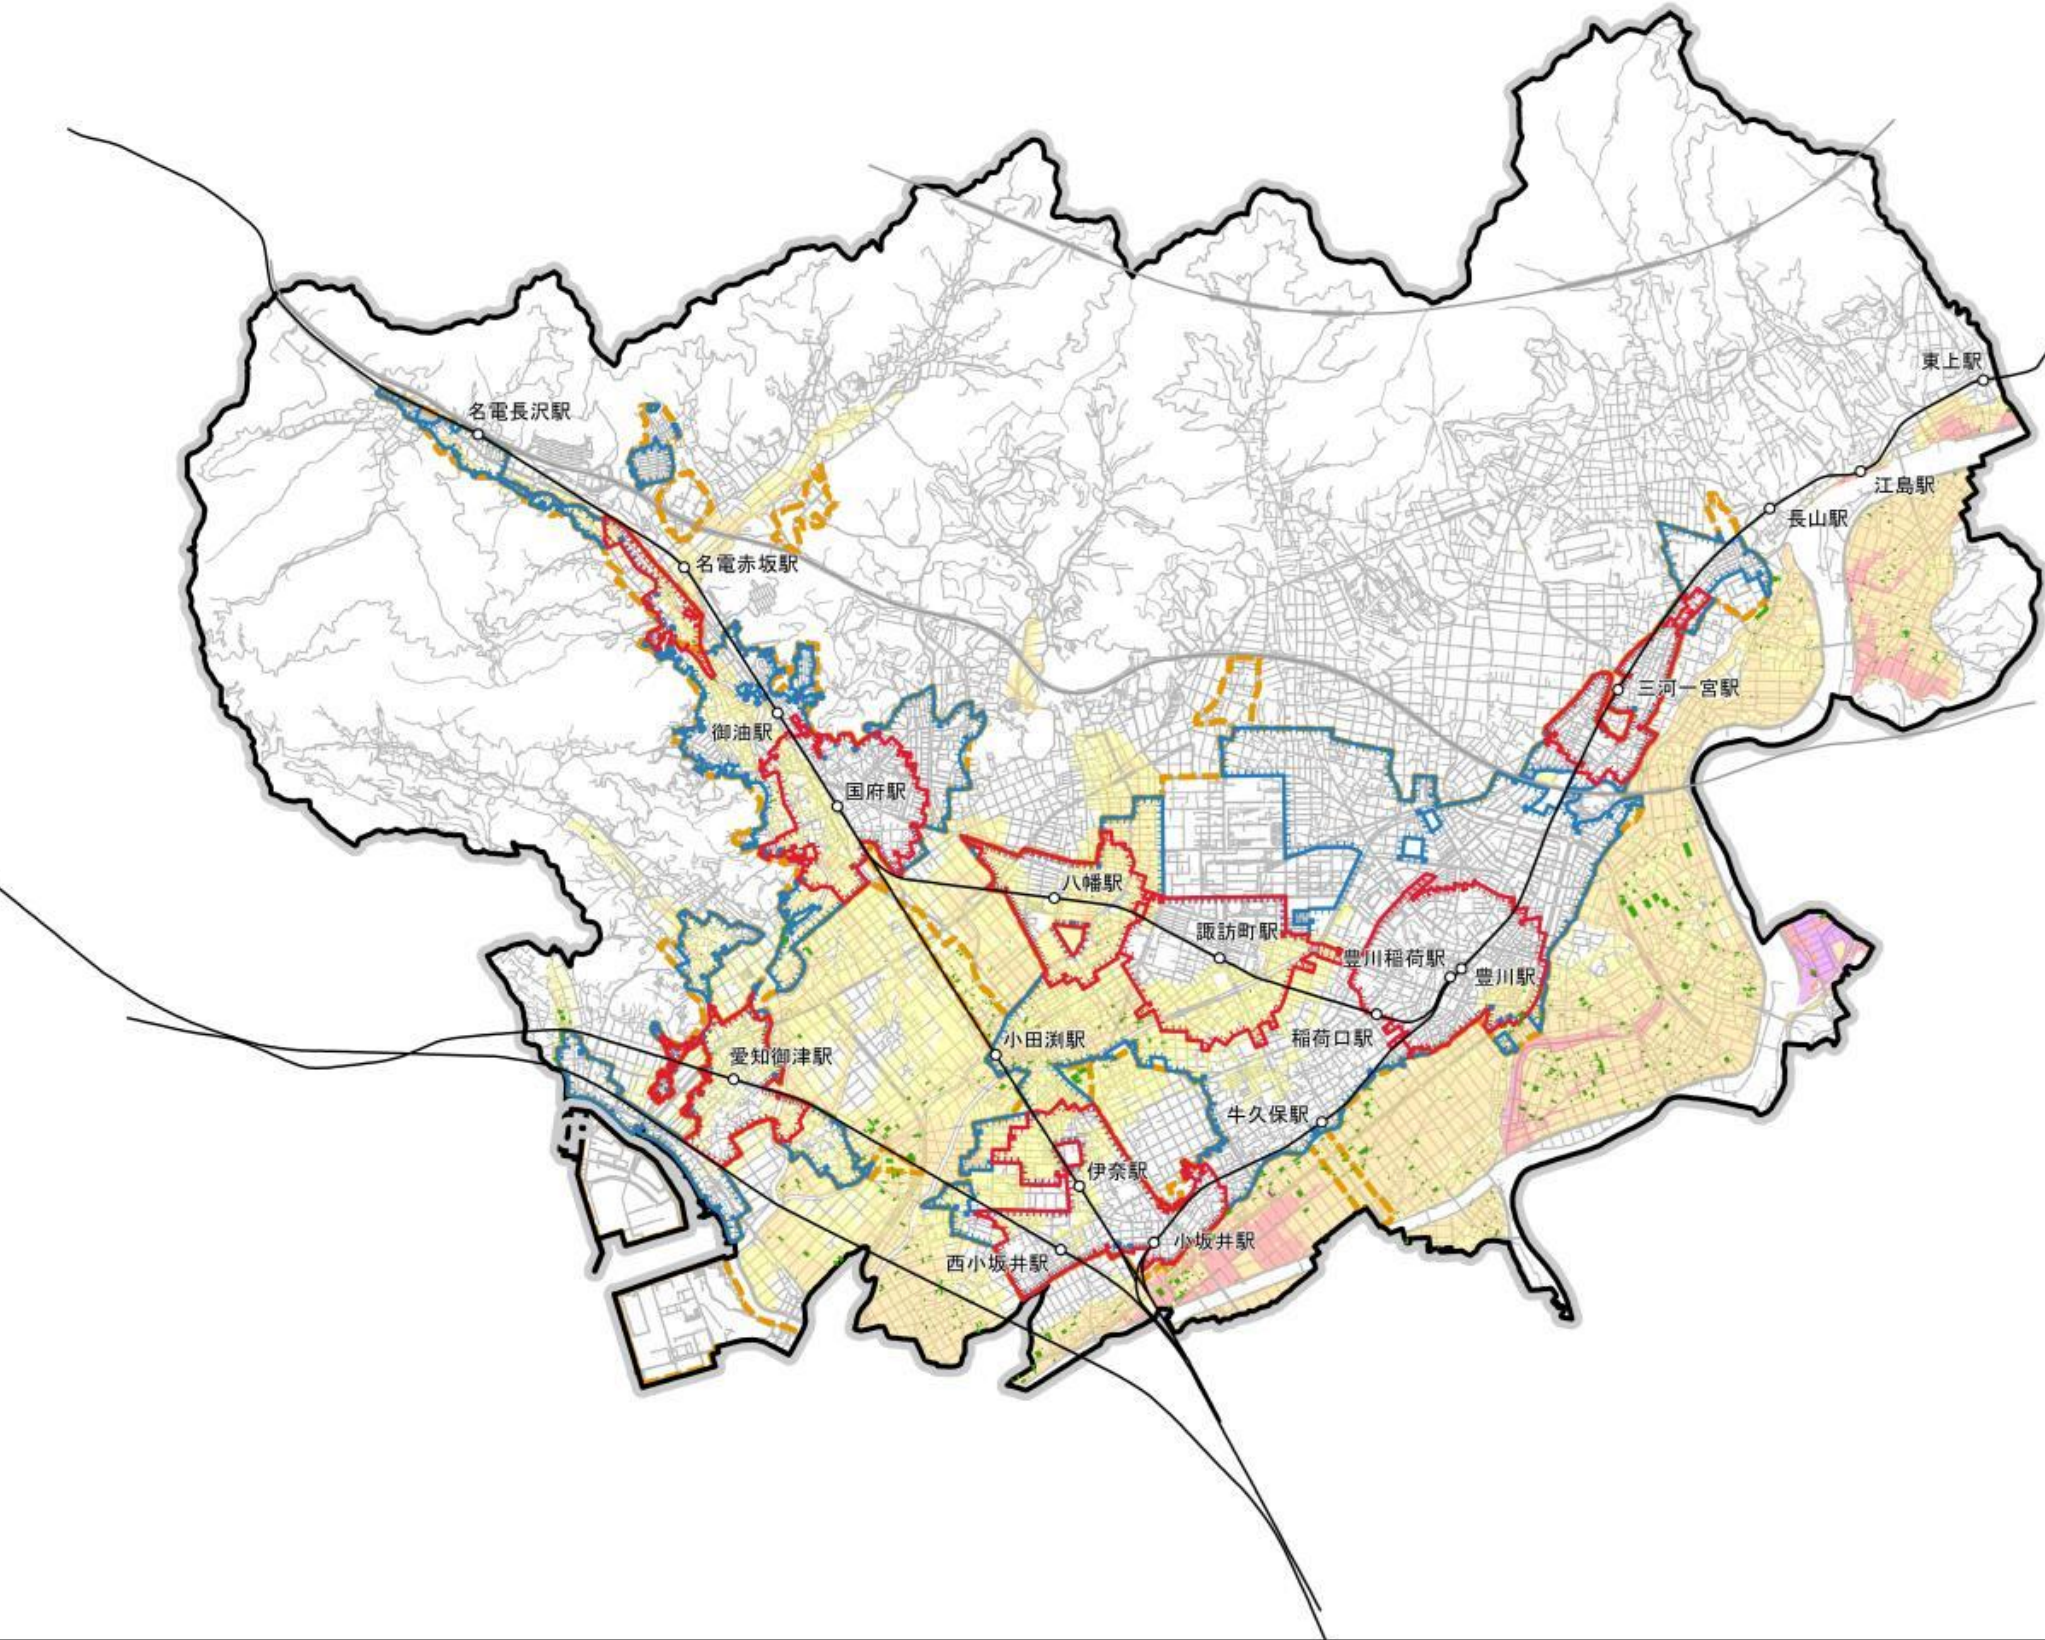 東上駅
名電長沢駅
江島駅
長山駅
名電赤坂駅
三河一宮駅
御油駅
国府駅
八幡駅
諏訪町駅
豊川稲荷駅
豊川駅
稲荷口駅
小田渕駅
愛知御津駅
牛久保駅
伊奈駅
小坂井駅
西小坂井駅